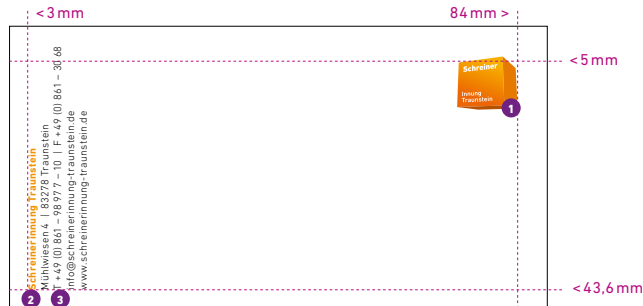 <3 mm
84 mm >
<5 mm
Schreiner
Innung
Traunstein
1
Schreinerinnung Traunstein
Mühlwiesen 4 | 83278 Traunstein
T +49 (0) 861 – 98 97 7 – 10 | F +49 (0) 861 – 30 68
info@schreinerinnung-traunstein.de
www.schreinerinnung-traunstein.de
2
3
<43,6 mm